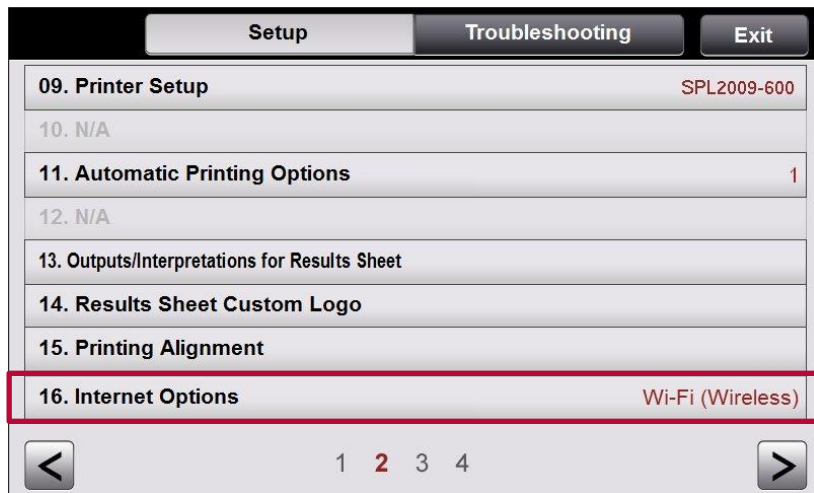 Setup Troubleshooting Exit
09. Printer Setup SPL2009-600
10. N/A
11. Automatic Printing Options 1
12. N/A
13. Outputs/Interpretations for Results Sheet
14. Results Sheet Custom Logo
15. Printing Alignment
16. Internet Options Wi-Fi (Wireless)
< 1 2 3 4 >